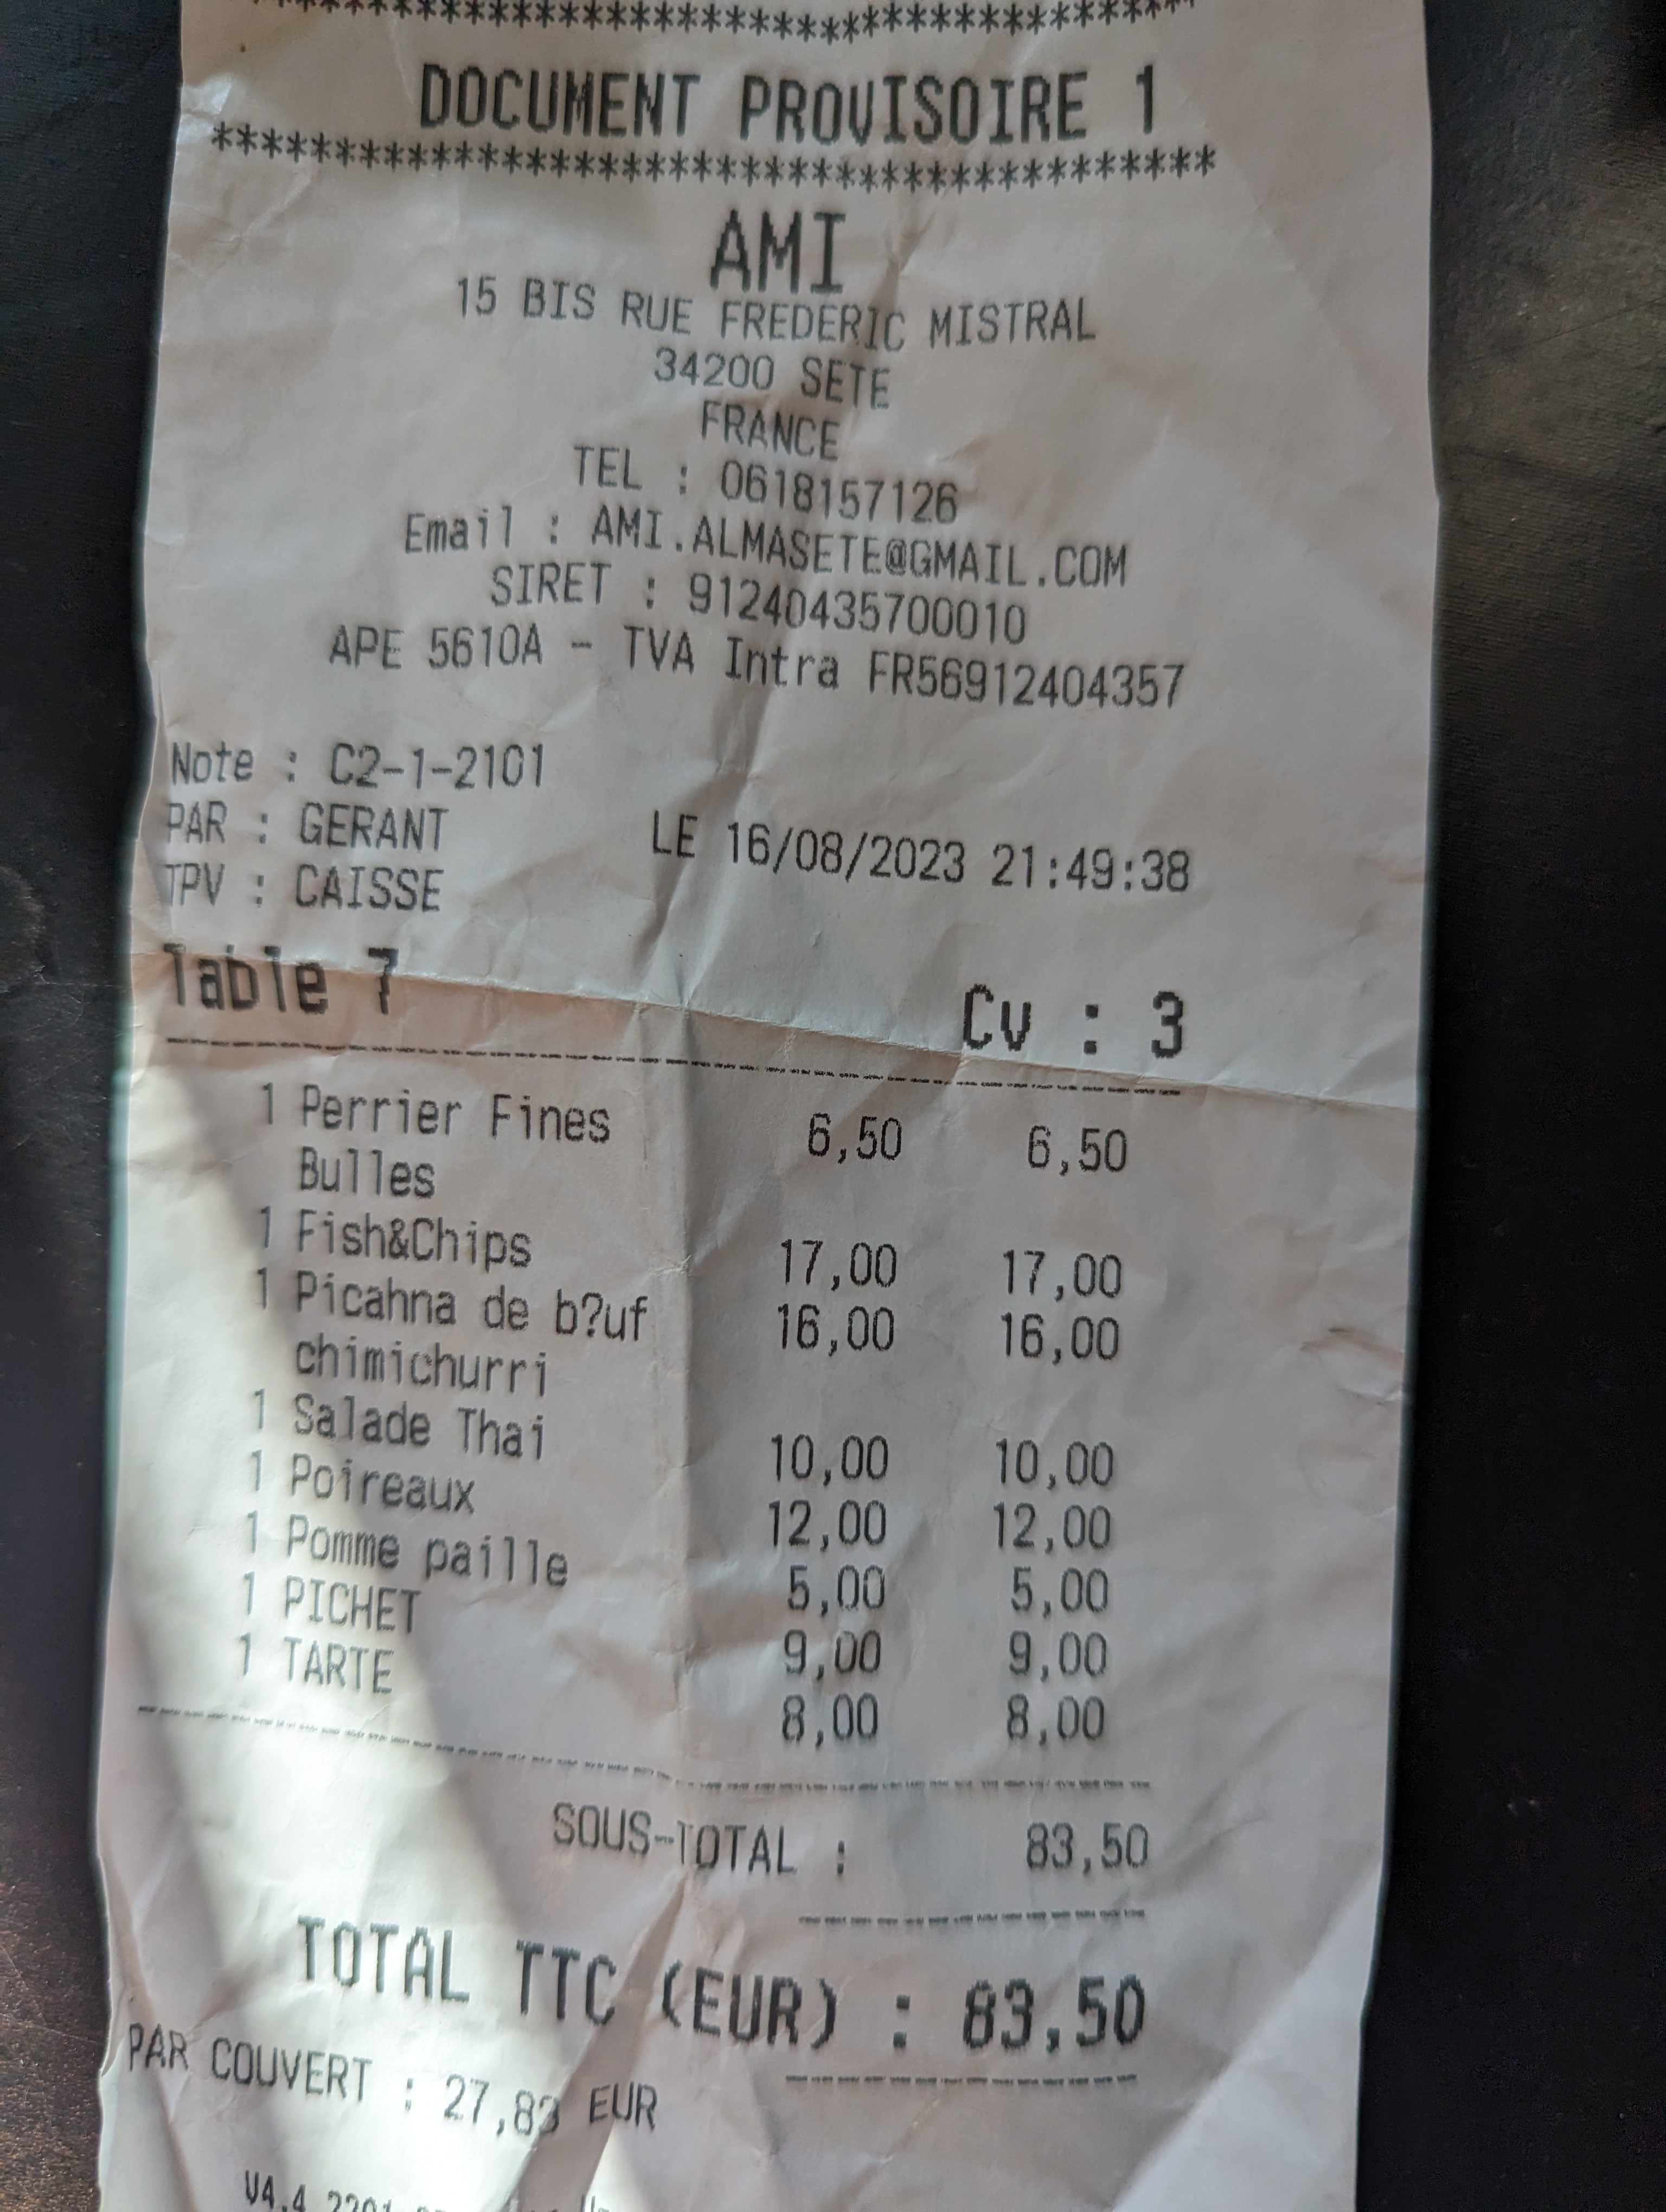 ****************************************
DOCUMENT PROVISOIRE 1
****************************************
AMI
15 BIS RUE FREDERIC MISTRAL
34200 SETE
FRANCE
TEL : 0618157126
Email : AMI.ALMASETE@GMAIL.COM
SIRET : 91240435700010
APE 5610A - TVA Intra FR56912404357
Note : C2-1-2101
PAR : GERANT LE 16/08/2023 21:49:38
TPV : CAISSE
Table 7 Cv : 3
1 Perrier Fines 6,50 6,50
Bulles
1 Fish&Chips 17,00 17,00
1 Picahna de b?uf 16,00 16,00
chimichurri
1 Salade Thai 10,00 10,00
1 Poireaux 12,00 12,00
1 Pomme paille 5,00 5,00
1 PICHET 9,00 9,00
1 TARTE 8,00 8,00
SOUS-TOTAL : 83,50
TOTAL TTC (EUR) : 83,50
PAR COUVERT : 27,83 EUR